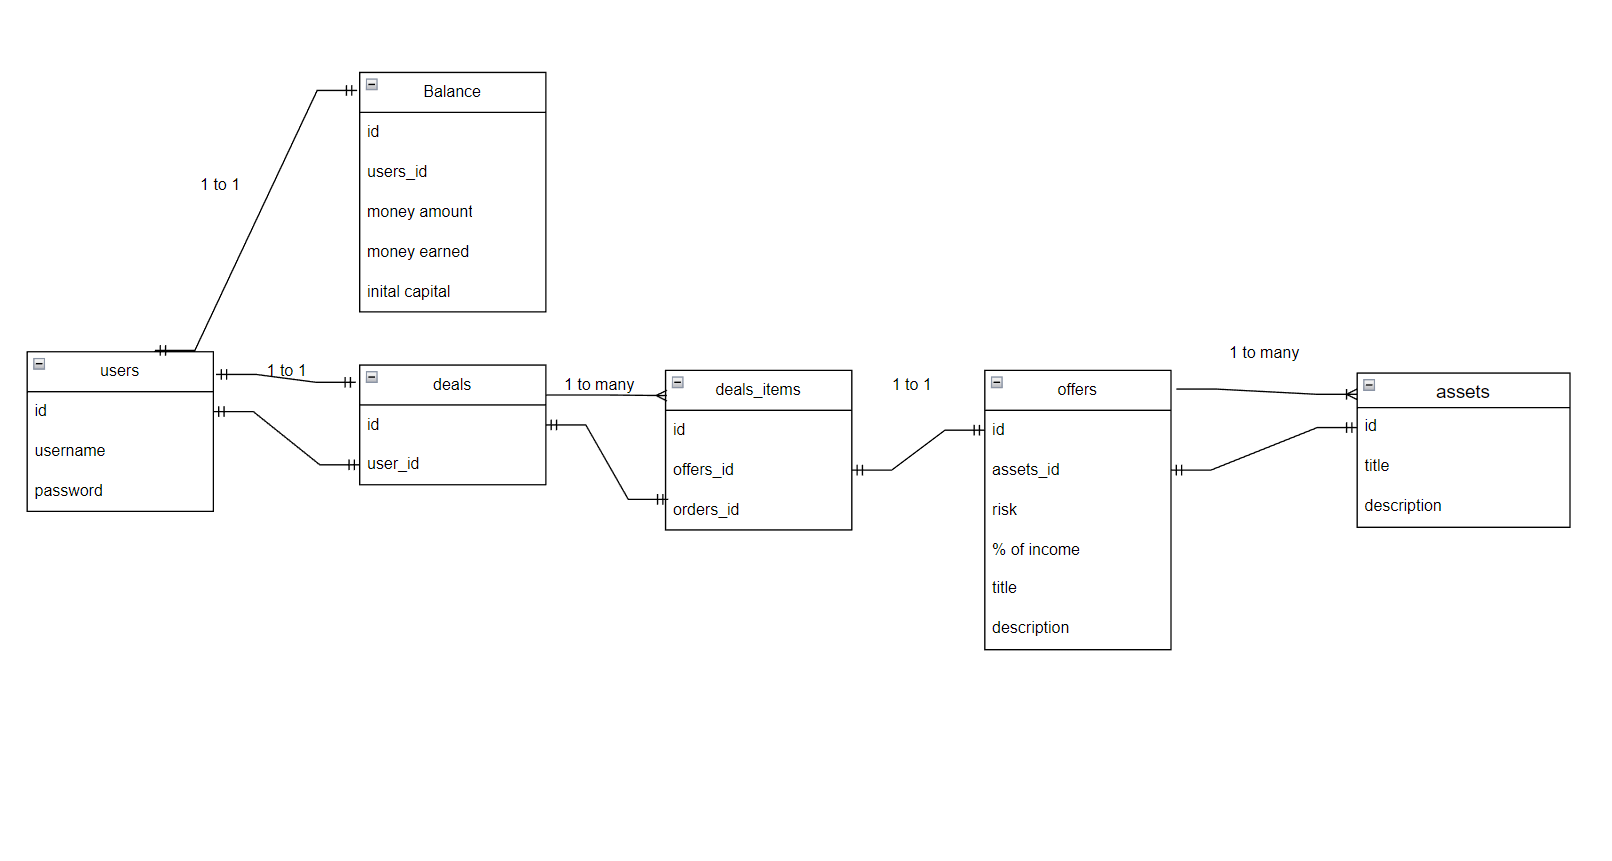 Balance
id
users_id
money amount
money earned
inital capital
1 to 1
users
id
username
password
1 to 1
deals
id
user_id
1 to many
deals_items
id
offers_id
orders_id
1 to 1
offers
id
assets_id
risk
% of income
title
description
1 to many
assets
id
title
description